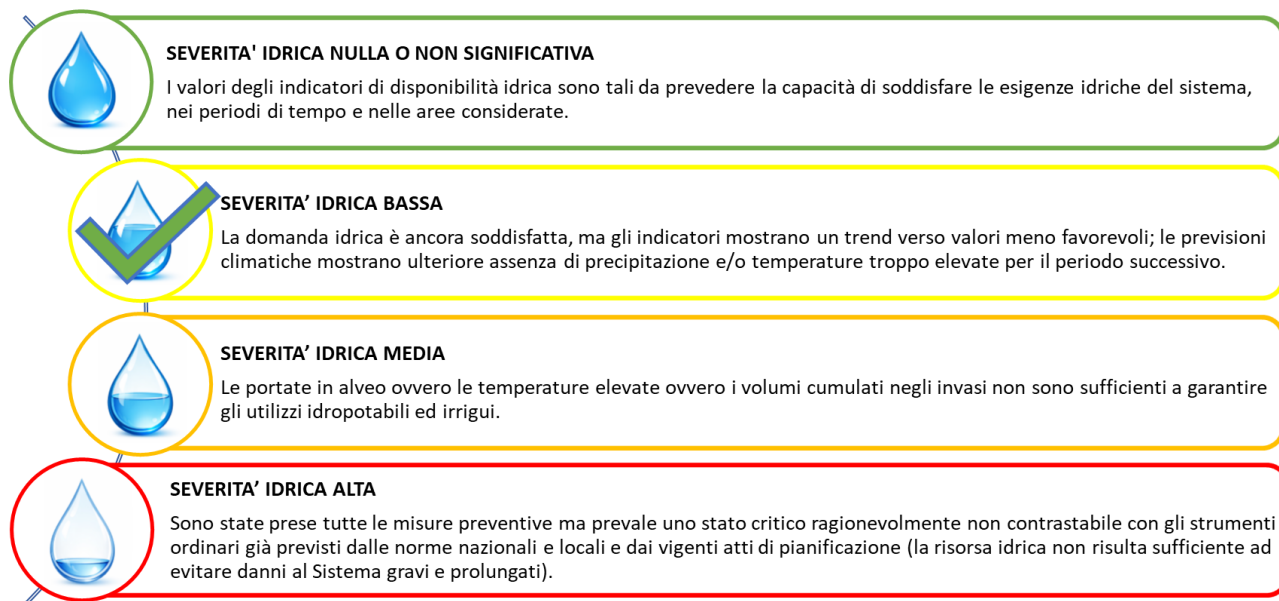 SEVERITA' IDRICA NULLA O NON SIGNIFICATIVA
I valori degli indicatori di disponibilità idrica sono tali da prevedere la capacità di soddisfare le esigenze idriche del sistema,
nei periodi di tempo e nelle aree considerate.
SEVERITA’ IDRICA BASSA
La domanda idrica è ancora soddisfatta, ma gli indicatori mostrano un trend verso valori meno favorevoli; le previsioni
climatiche mostrano ulteriore assenza di precipitazione e/o temperature troppo elevate per il periodo successivo.
SEVERITA’ IDRICA MEDIA
Le portate in alveo ovvero le temperature elevate ovvero i volumi cumulati negli invasi non sono sufficienti a garantire
gli utilizzi idropotabili ed irrigui.
SEVERITA’ IDRICA ALTA
Sono state prese tutte le misure preventive ma prevale uno stato critico ragionevolmente non contrastabile con gli strumenti
ordinari già previsti dalle norme nazionali e locali e dai vigenti atti di pianificazione (la risorsa idrica non risulta sufficiente ad
evitare danni al Sistema gravi e prolungati).